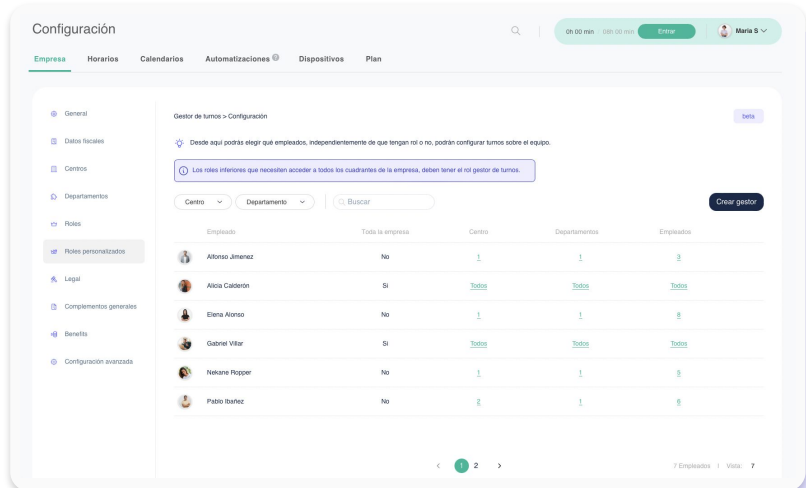 Configuración
0h 00 min 08h 00 min Entrar Maria S
Empresa Horarios Calendarios Automatizaciones Dispositivos Plan
General
Datos fiscales
Centros
Departamentos
Roles
Roles personalizados
Legal
Complementos generales
Benefits
Configuración avanzada
Gestor de turnos > Configuración beta
Desde aquí podrás elegir qué empleados, independientemente de que tengan rol o no, podrán configurar turnos sobre el equipo.
Los roles inferiores que necesiten acceder a todos los cuadrantes de la empresa, deben tener el rol gestor de turnos.
Centro Departamento Buscar Crear gestor
Empleado Toda la empresa Centro Departamentos Empleados
Alfonso Jimenez No 1 1 3
Alicia Calderón Si Todos Todos Todos
Elena Alonso No 1 1 8
Gabriel Villar Si Todos Todos Todos
Nekane Ropper No 1 1 5
Pablo Ibañez No 2 1 6
< 1 2 > 7 Empleados | Vista: 7